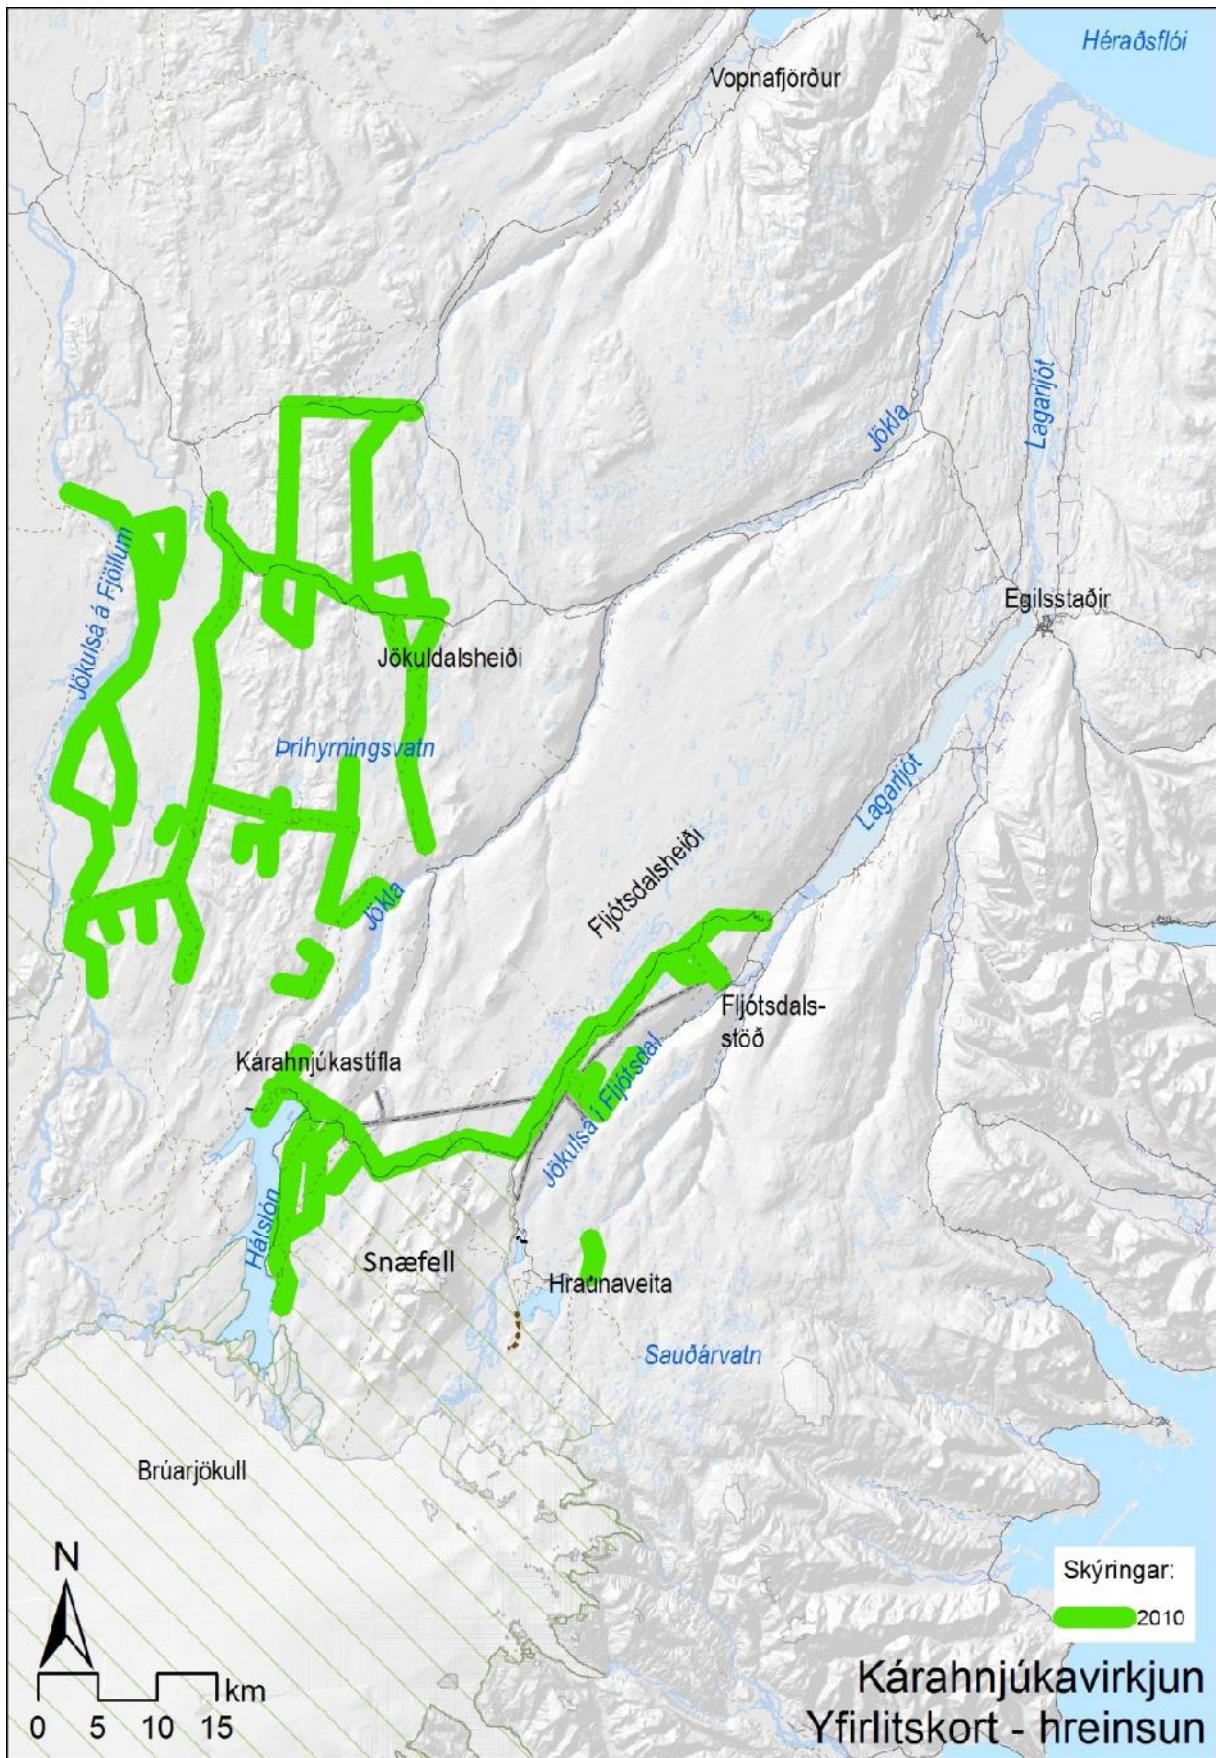 Héraðsflói
Vopnafjörður
Jökla
Lagarfljót
Jökulsá á Fjöllum
Egilsstaðir
Jökuldalsheiði
Þríhyrningsvatn
Lagarfljót
Fljótsdalsheiði
Jökla
Fljótsdals-
stöð
Kárahnjúkastífla
Jökulsá í Fljótsdal
Hálslón
Snæfell
Hraunaveita
Sauðárvatn
Brúarjökull
N
km
0 5 10 15
Skýringar:
2010
Kárahnjúkavirkjun
Yfirlitskort - hreinsun